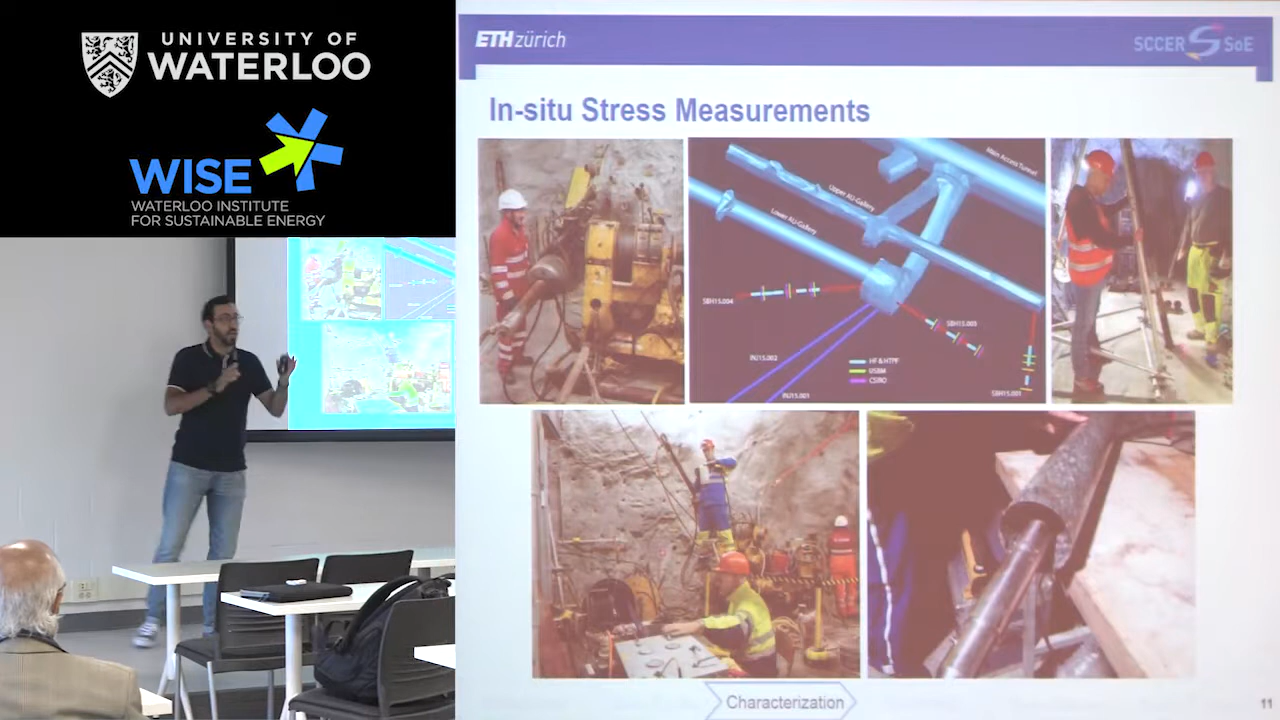 UNIVERSITY OF
WATERLOO
WISE
WATERLOO INSTITUTE
FOR SUSTAINABLE ENERGY
ETH zürich
SCCER SoE
In-situ Stress Measurements
Main Access Tunnel
Upper AU-Gallery
Lower AU-Gallery
SBH15.004
SBH15.003
INJ15.002
HF & HTPF
USBM
CSIRO
INJ15.001
SBH15.001
Characterization
11